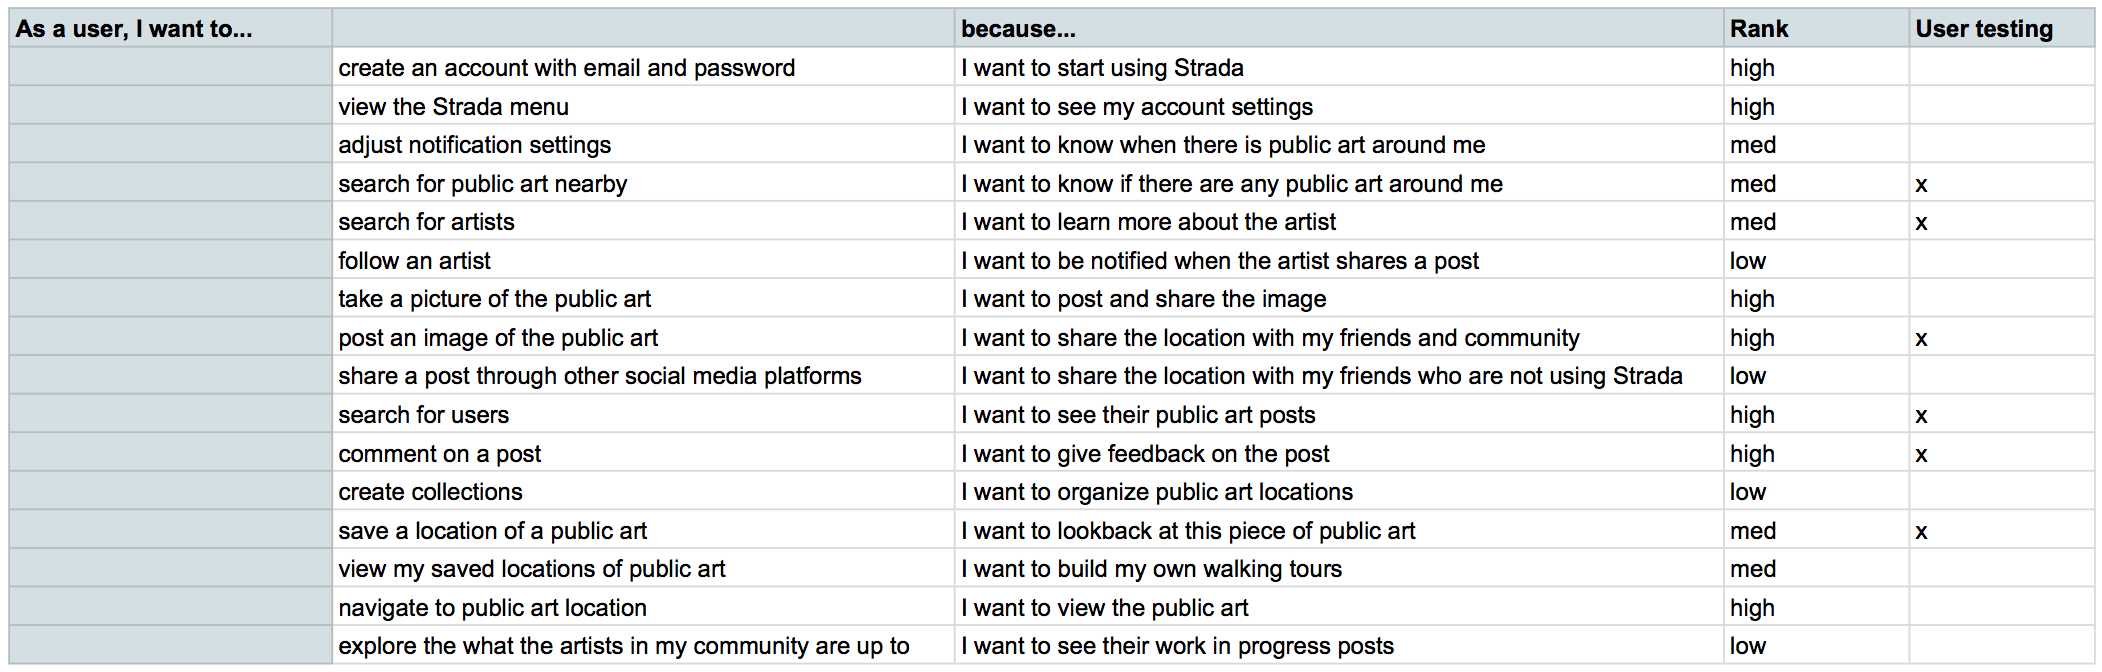 As a user, I want to... because... Rank User testing
create an account with email and password I want to start using Strada high
view the Strada menu I want to see my account settings high
adjust notification settings I want to know when there is public art around me med
search for public art nearby I want to know if there are any public art around me med x
search for artists I want to learn more about the artist med x
follow an artist I want to be notified when the artist shares a post low
take a picture of the public art I want to post and share the image high
post an image of the public art I want to share the location with my friends and community high x
share a post through other social media platforms I want to share the location with my friends who are not using Strada low
search for users I want to see their public art posts high x
comment on a post I want to give feedback on the post high x
create collections I want to organize public art locations low
save a location of a public art I want to lookback at this piece of public art med x
view my saved locations of public art I want to build my own walking tours med
navigate to public art location I want to view the public art high
explore the what the artists in my community are up to I want to see their work in progress posts low